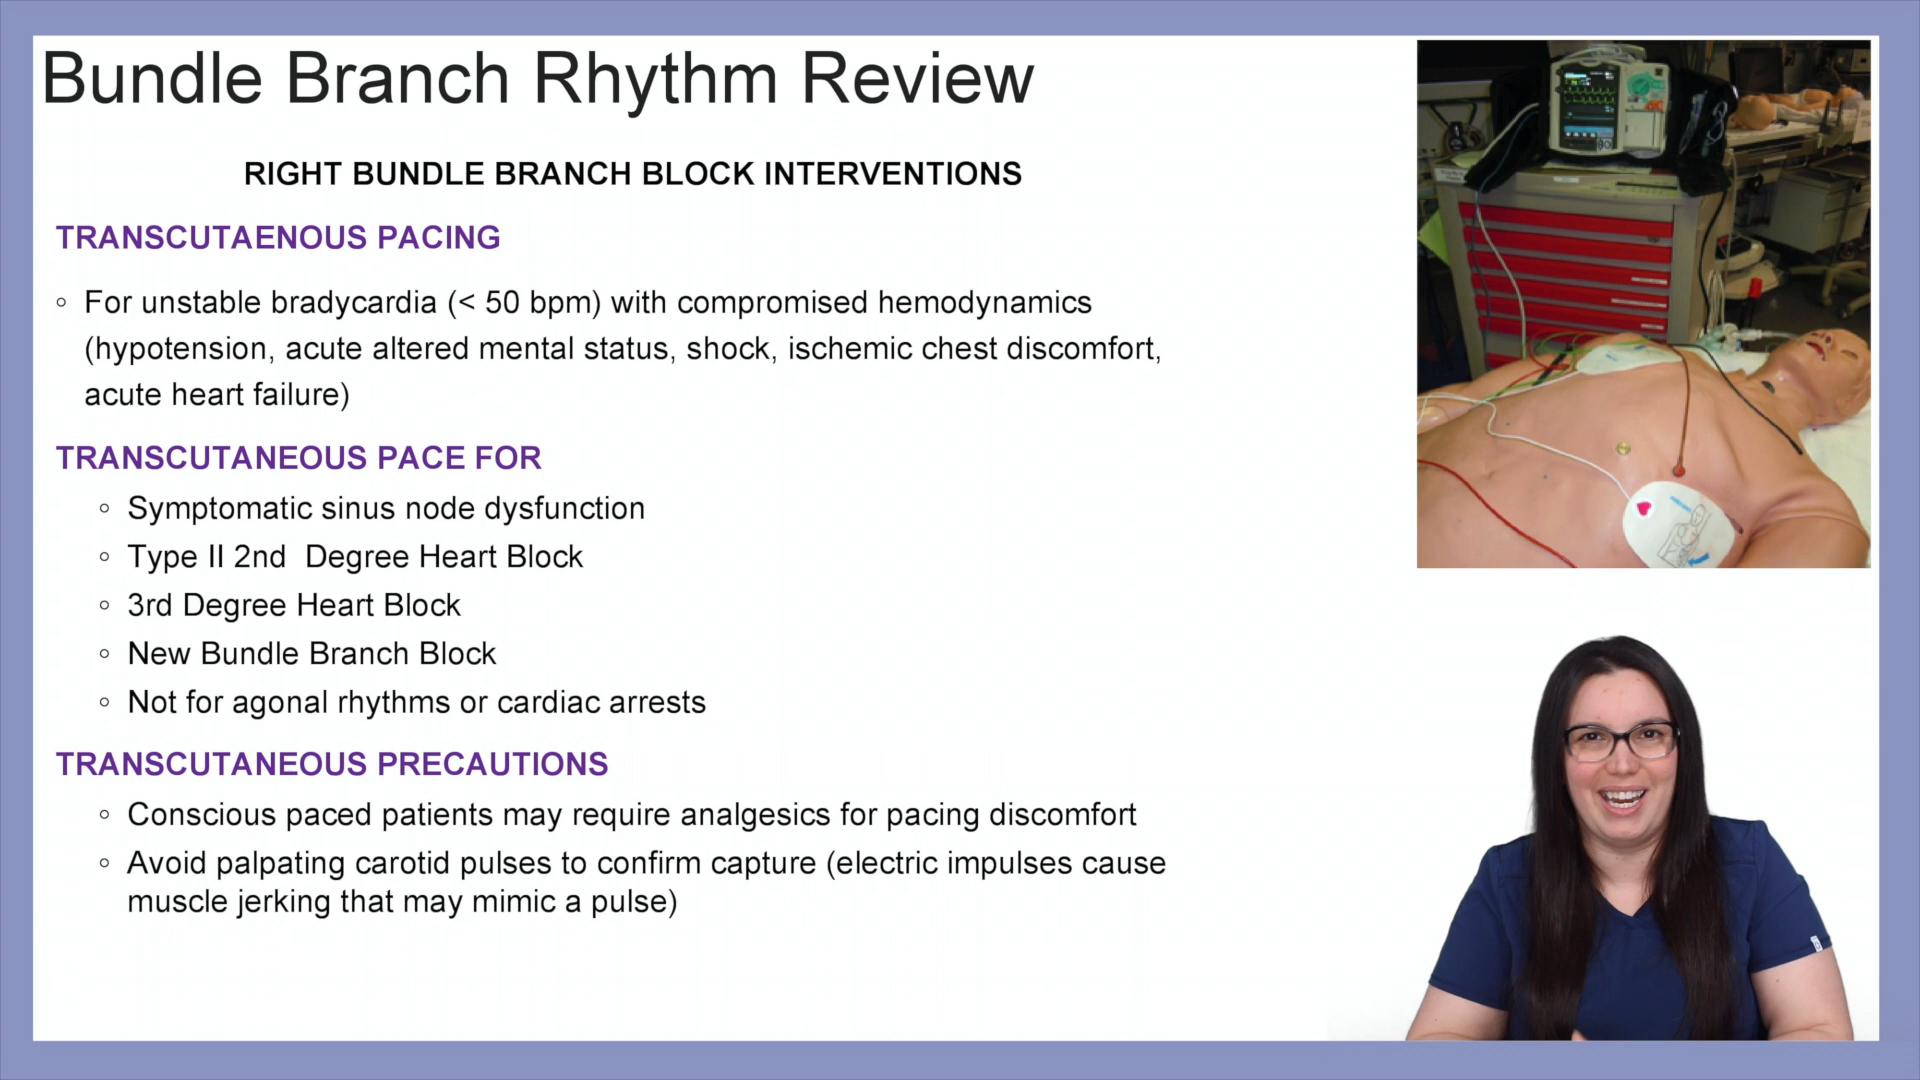 Bundle Branch Rhythm Review
RIGHT BUNDLE BRANCH BLOCK INTERVENTIONS
TRANSCUTAENOUS PACING
◦ For unstable bradycardia (< 50 bpm) with compromised hemodynamics
(hypotension, acute altered mental status, shock, ischemic chest discomfort,
acute heart failure)
TRANSCUTANEOUS PACE FOR
◦ Symptomatic sinus node dysfunction
◦ Type II 2nd  Degree Heart Block
◦ 3rd Degree Heart Block
◦ New Bundle Branch Block
◦ Not for agonal rhythms or cardiac arrests
TRANSCUTANEOUS PRECAUTIONS
◦ Conscious paced patients may require analgesics for pacing discomfort
◦ Avoid palpating carotid pulses to confirm capture (electric impulses cause
muscle jerking that may mimic a pulse)